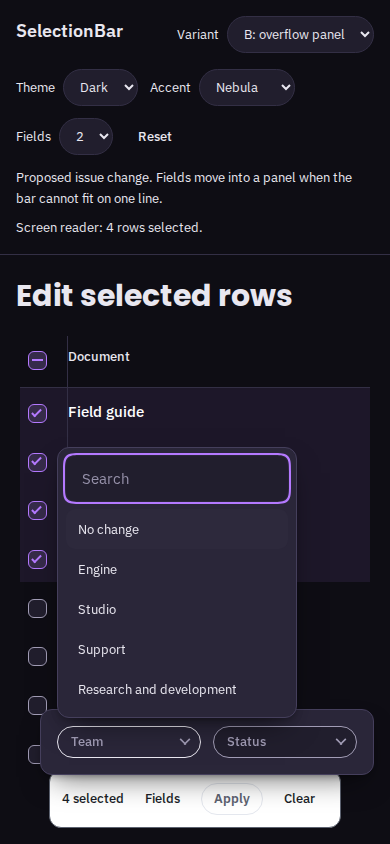 SelectionBar
Variant B: overflow panel
Theme Dark Accent Nebula
Fields 2 Reset
Proposed issue change. Fields move into a panel when the
bar cannot fit on one line.
Screen reader: 4 rows selected.
Edit selected rows
Document
Field guide
Search
No change
Engine
Studio
Support
Research and development
Team Status
4 selected Fields Apply Clear